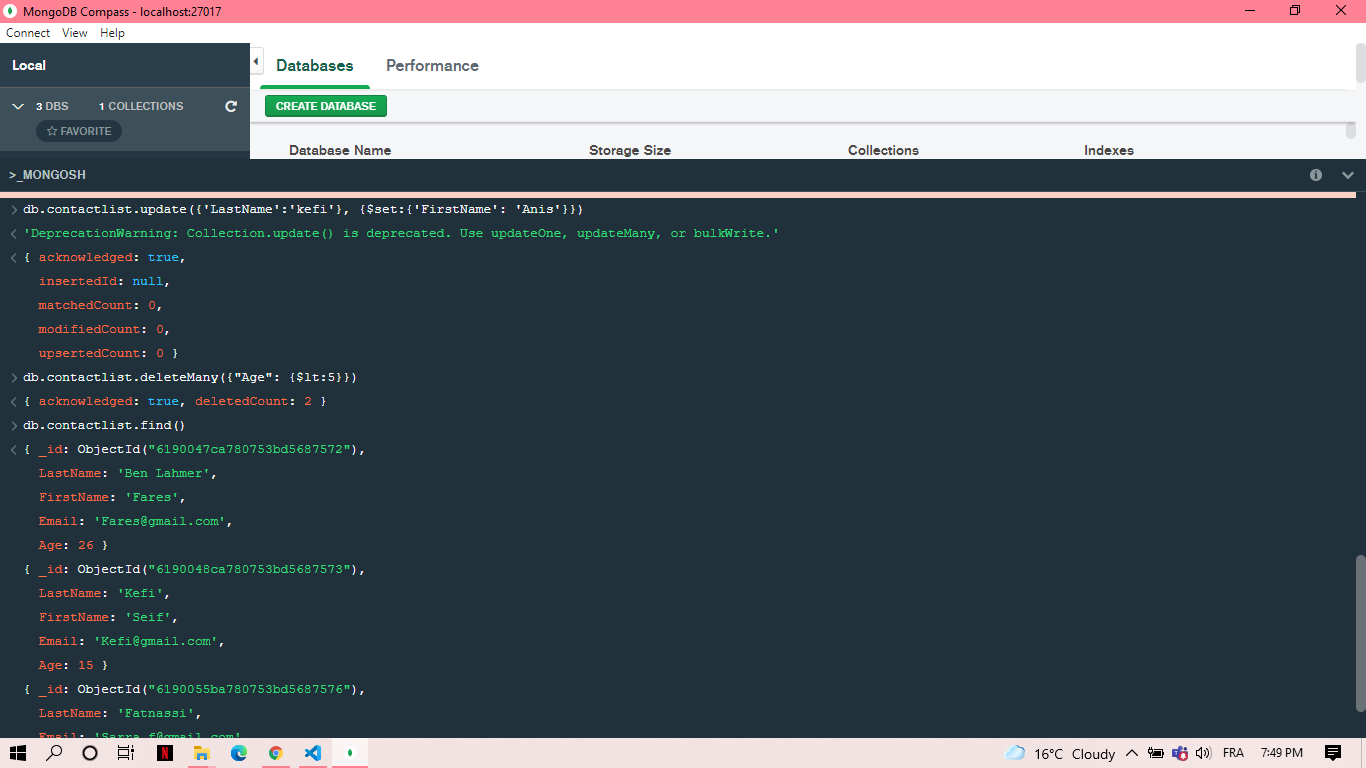 MongoDB Compass - localhost:27017
Connect View Help
Local
Databases Performance
3 DBS 1 COLLECTIONS
CREATE DATABASE
FAVORITE
Database Name Storage Size Collections Indexes
>_MONGOSH
> db.contactlist.update({'LastName':'kefi'}, {$set:{'FirstName': 'Anis'}})
< 'DeprecationWarning: Collection.update() is deprecated. Use updateOne, updateMany, or bulkWrite.'
< { acknowledged: true,
insertedId: null,
matchedCount: 0,
modifiedCount: 0,
upsertedCount: 0 }
> db.contactlist.deleteMany({"Age": {$lt:5}})
< { acknowledged: true, deletedCount: 2 }
> db.contactlist.find()
< { _id: ObjectId("6190047ca780753bd5687572"),
LastName: 'Ben Lahmer',
FirstName: 'Fares',
Email: 'Fares@gmail.com',
Age: 26 }
{ _id: ObjectId("6190048ca780753bd5687573"),
LastName: 'Kefi',
FirstName: 'Seif',
Email: 'Kefi@gmail.com',
Age: 15 }
{ _id: ObjectId("6190055ba780753bd5687576"),
LastName: 'Fatnassi',
Email: 'Sarra.f@gmail.com'
N
16°C Cloudy FRA 7:49 PM